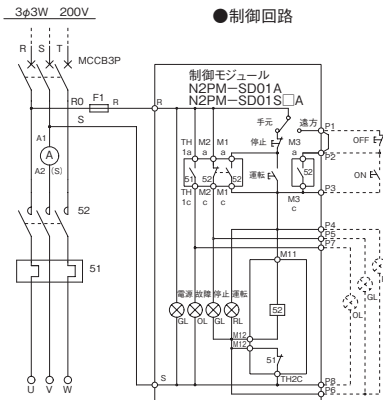 3φ3W 200V
●制御回路
R S T
MCCB3P
制御モジュール
N2PM−SD01A
N2PM−SD01S□A
R0 F1 R R
S
手元 遠方
停止
P1
OFF
P2
ON
P3
A1
A
A2 (S)
TH M2 M1
1a a a
51 52 52
TH M2 M1
1c c c
運転
M3
a
52
M3
c
52
51
P4
P5
P7
M11
電源 故障 停止 運転
GL OL GL RL
52
M12
M12
51
TH2C
GL
OL
S
P8
P6
U V W